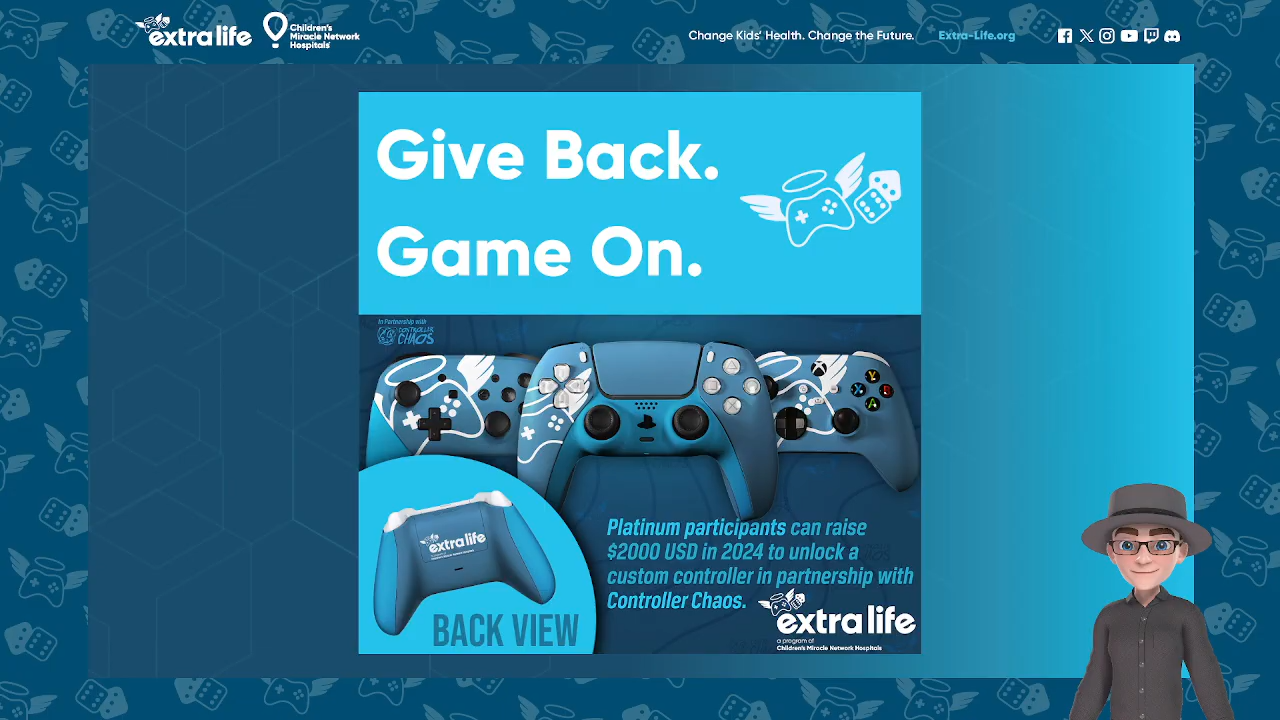 extra life
Children's
Miracle Network
Hospitals
Change Kids' Health. Change the Future.
Extra-Life.org
Give Back.
Game On.
In Partnership with
CONTROLLER
CHAOS
Platinum participants can raise
$2000 USD in 2024 to unlock a
custom controller in partnership with
Controller Chaos.
extra life
BACK VIEW
extra life
a program of
Children's Miracle Network Hospitals